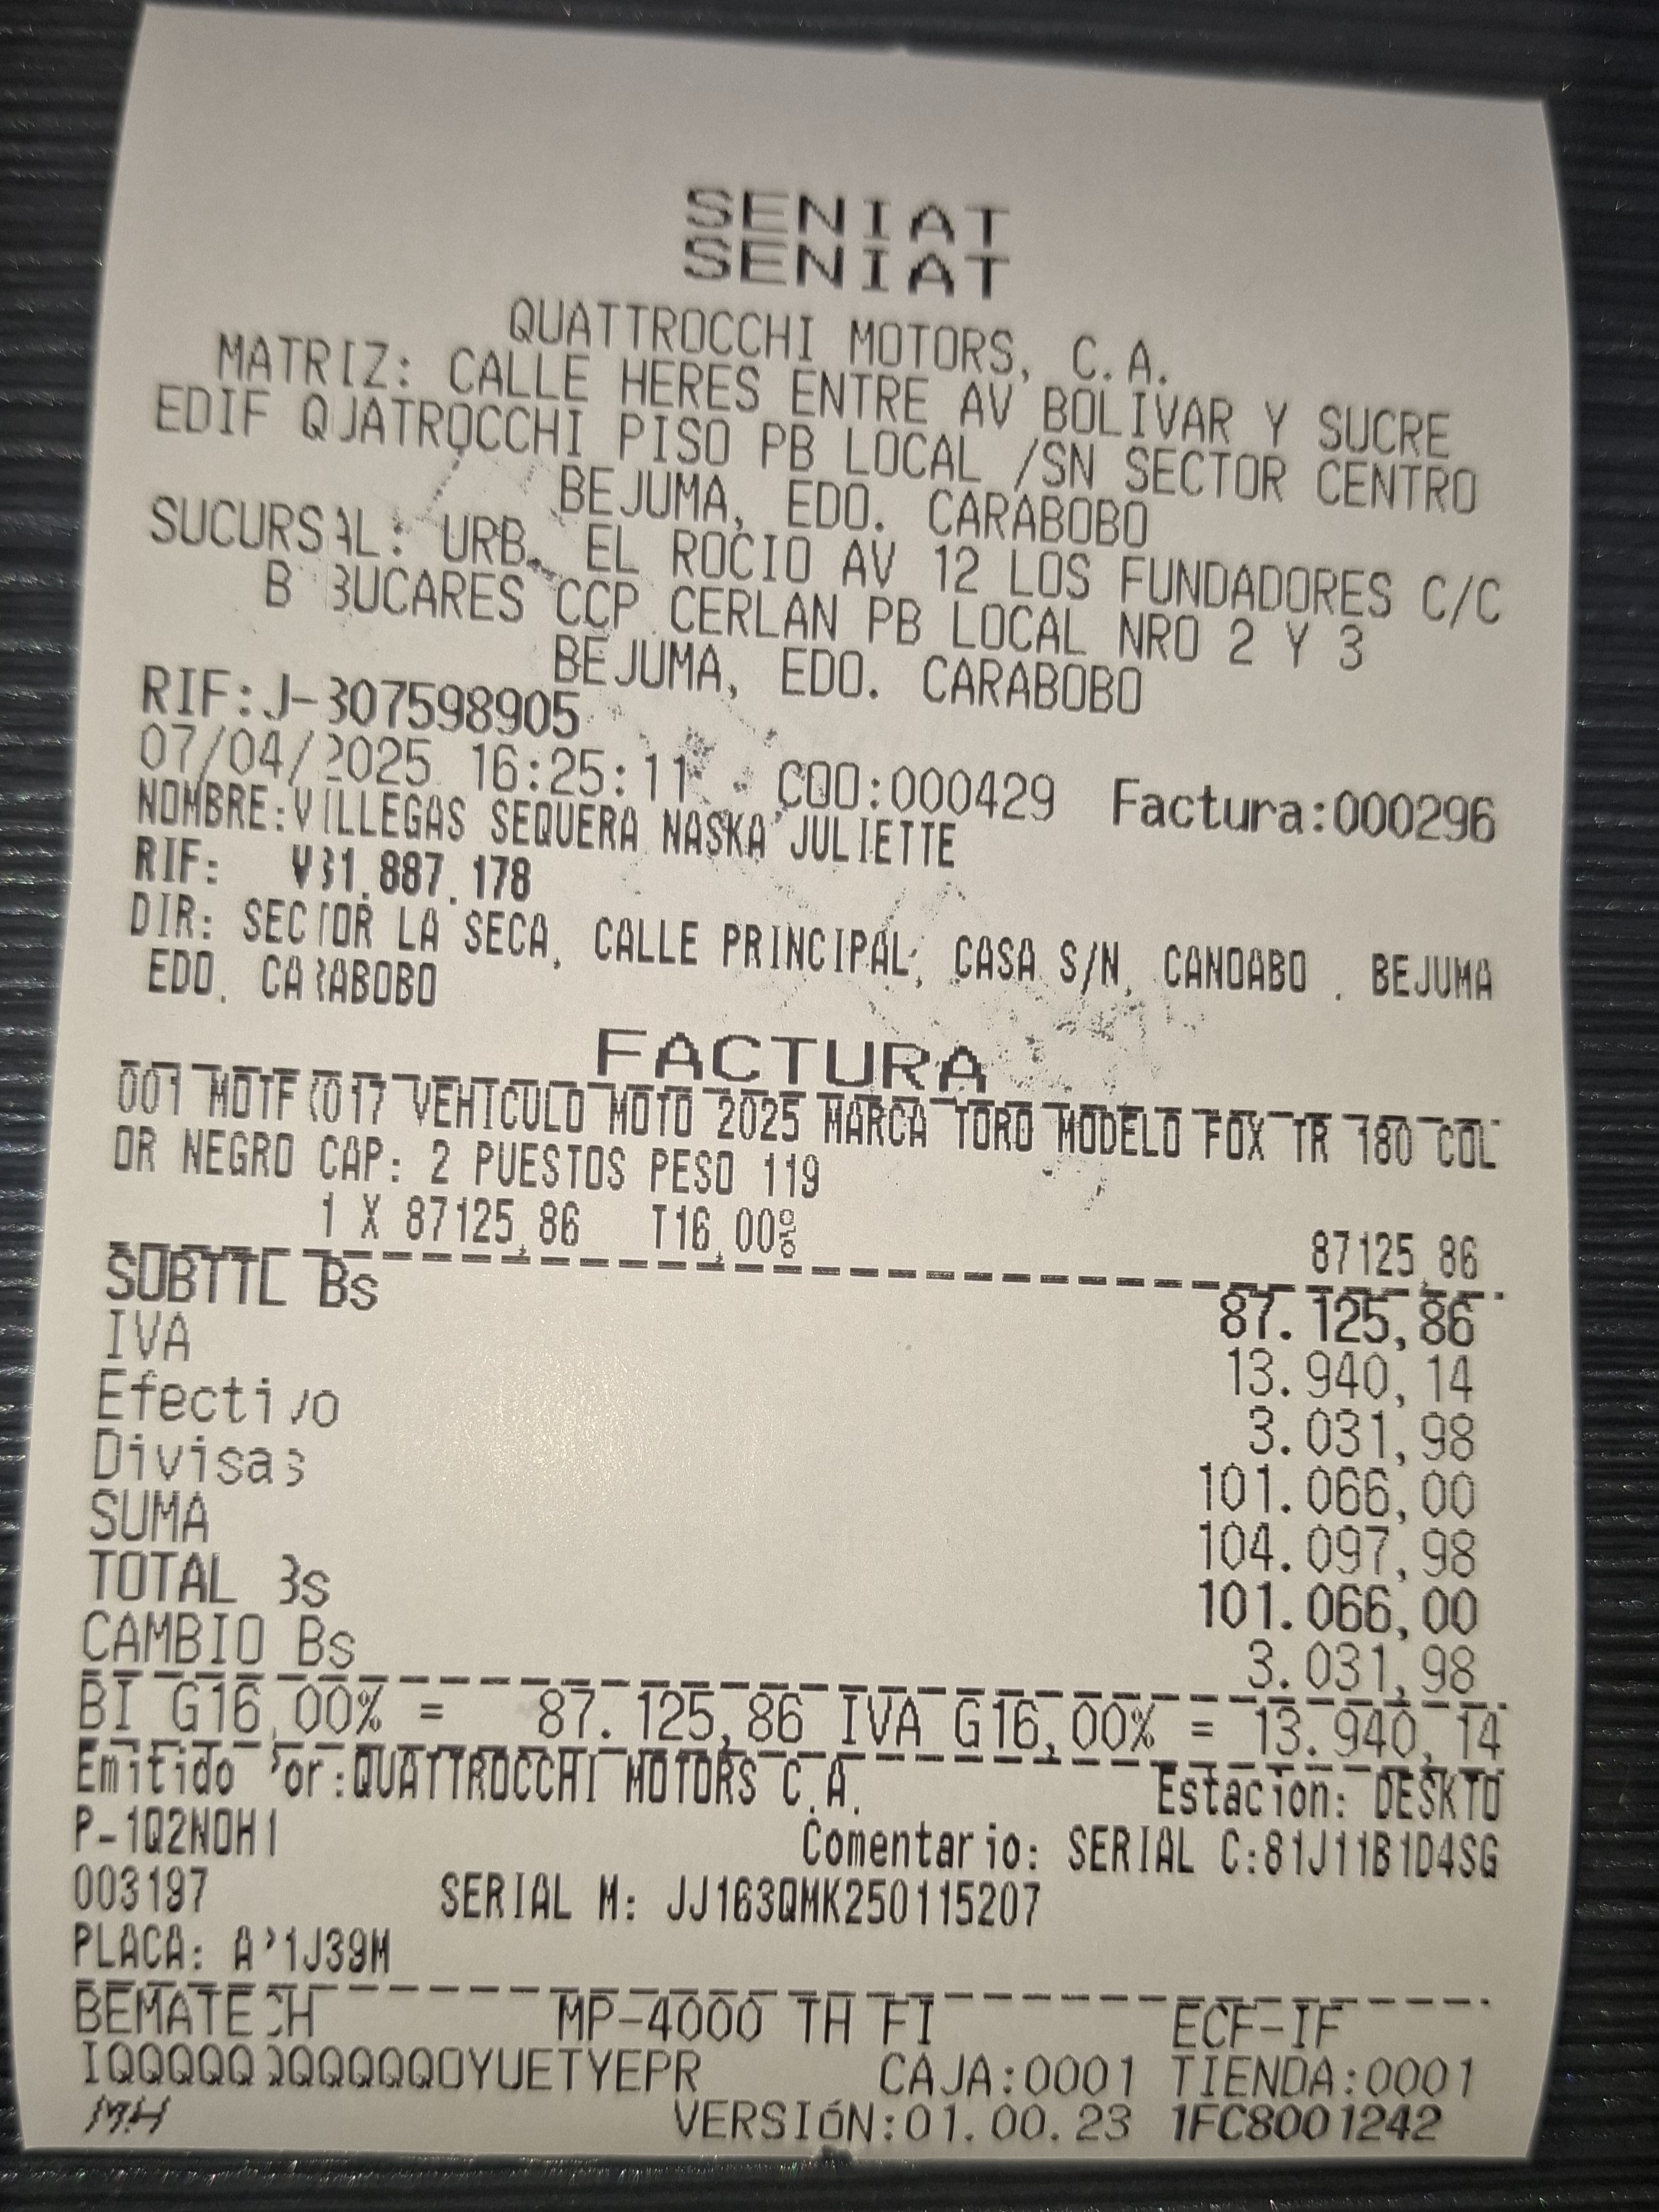 SENIAT
SENIAT
QUATTROCCHI MOTORS, C.A.
MATRIZ: CALLE HERES ENTRE AV BOLIVAR Y SUCRE
EDIF QUATROCCHI PISO PB LOCAL /SN SECTOR CENTRO
BEJUMA, EDO. CARABOBO
SUCURSAL: URB. EL ROCIO AV 12 LOS FUNDADORES C/C
B BUCARES CCP CERLAN PB LOCAL NRO 2 Y 3
BEJUMA, EDO. CARABOBO
RIF:J-307598905
07/04/2025 16:25:11 COO:000429 Factura:000296
NOMBRE:VILLEGAS SEQUERA NASKA JULIETTE
RIF: V31.887.178
DIR: SECTOR LA SECA, CALLE PRINCIPAL, CASA S/N, CANOABO . BEJUMA
EDO. CARABOBO
FACTURA
001 VEHICULO MOTO 2025 MARCA TORO MODELO FOX TR 180 COL
OR NEGRO CAP: 2 PUESTOS PESO 119
1 X 87125,86 T16,00% 87125,86
SUBTTL Bs 87.125,86
IVA 13.940,14
Efectivo 3.031,98
Divisas 101.066,00
SUMA 104.097,98
TOTAL Bs 101.066,00
CAMBIO Bs 3.031,98
BI G16,00% = 87.125,86 IVA G16,00% = 13.940,14
Emitido Por:QUATTROCCHI MOTORS C.A. Estacion: DESKTO
P-1Q2NOH1 Comentario: SERIAL C:81J11B1D4SG
003197 SERIAL M: JJ163QMK250115207
PLACA:
BEMATECH MP-4000 TH FI ECF-IF
IQQQQQQQQQQQQOYUETYEPR CAJA:0001 TIENDA:0001
MH VERSIóN:01.00.23 1FC8001242